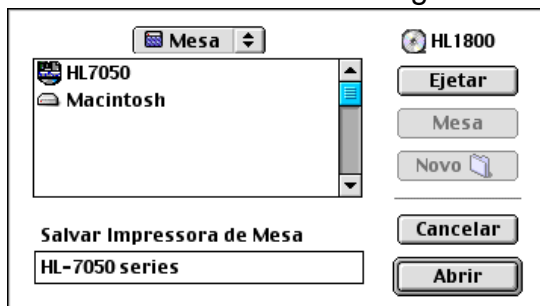 Mesa
HL1800
HL7050
Macintosh
Ejetar
Mesa
Novo
Salvar Impressora de Mesa
HL-7050 series
Cancelar
Abrir